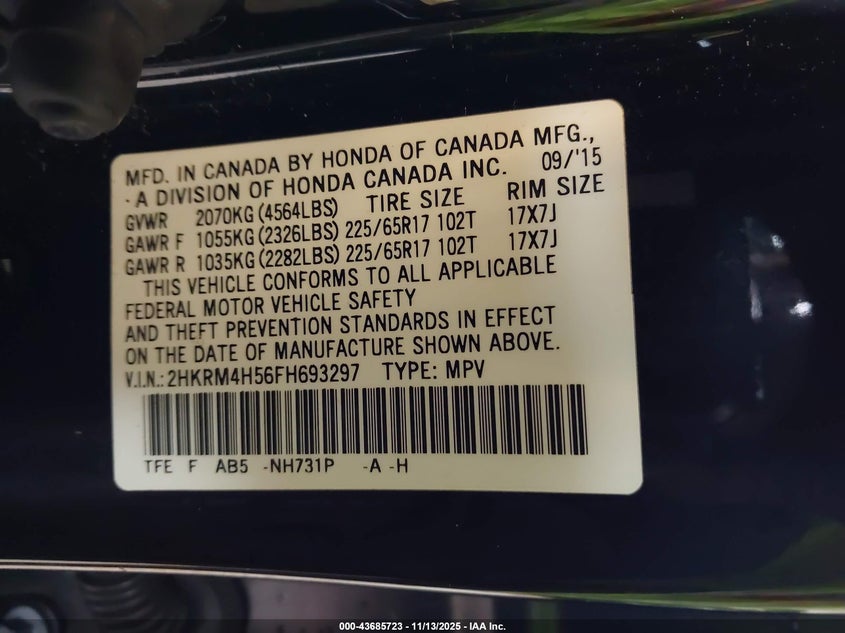 MFD. IN CANADA BY HONDA OF CANADA MFG.,
- A DIVISION OF HONDA CANADA INC. 09/'15
GVWR 2070KG (4564LBS) TIRE SIZE RIM SIZE
GAWR F 1055KG (2326LBS) 225/65R17 102T 17X7J
GAWR R 1035KG (2282LBS) 225/65R17 102T 17X7J
THIS VEHICLE CONFORMS TO ALL APPLICABLE
FEDERAL MOTOR VEHICLE SAFETY
AND THEFT PREVENTION STANDARDS IN EFFECT
ON THE DATE OF MANUFACTURE SHOWN ABOVE.
V.I.N.: 2HKRM4H56FH693297 TYPE: MPV
TFE F AB5 -NH731P -A -H
000-43685723 - 11/13/2025 - IAA Inc.